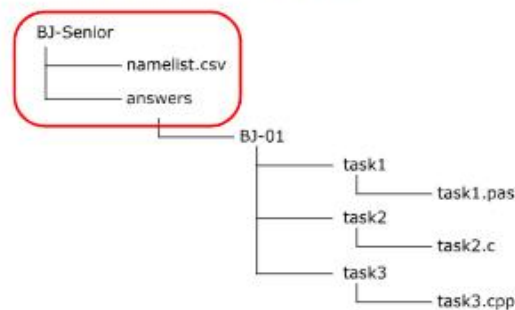 BJ-Senior
namelist.csv
answers
BJ-01
task1
task1.pas
task2
task2.c
task3
task3.cpp